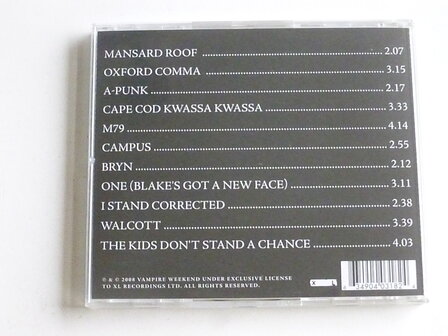 MANSARD ROOF ........ 2.07
OXFORD COMMA ........ 3.15
A-PUNK ........ 2.17
CAPE COD KWASSA KWASSA ........ 3.33
M79 ........ 4.14
CAMPUS ........ 2.55
BRYN ........ 2.12
ONE (BLAKE'S GOT A NEW FACE) ........ 3.11
I STAND CORRECTED ........ 2.38
WALCOTT ........ 3.39
THE KIDS DON'T STAND A CHANCE ........ 4.03
℗ & © 2008 VAMPIRE WEEKEND UNDER EXCLUSIVE LICENSE
TO XL RECORDINGS LTD. ALL RIGHTS RESERVED.
X L